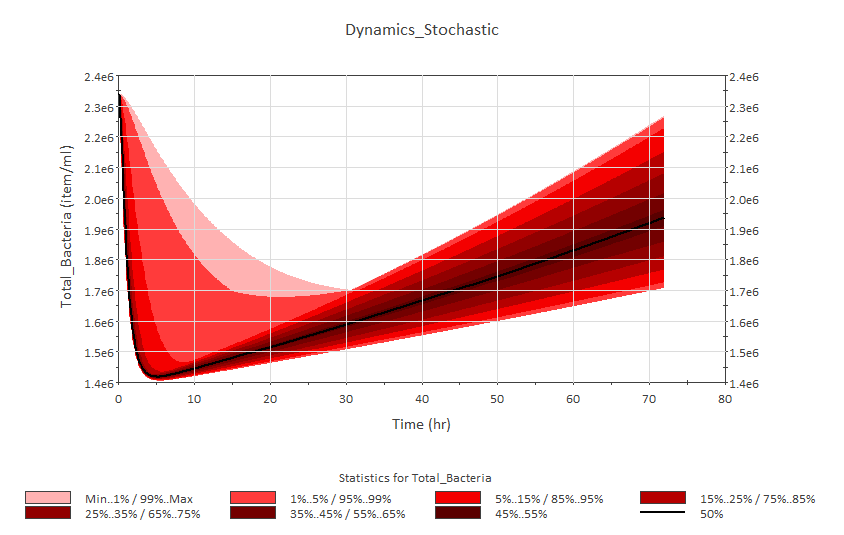 Dynamics_Stochastic
2.4e6 2.4e6
2.3e6 2.3e6
2.2e6 2.2e6
2.1e6 2.1e6
2.0e6 2.0e6
1.9e6 1.9e6
1.8e6 1.8e6
1.7e6 1.7e6
1.6e6 1.6e6
1.5e6 1.5e6
1.4e6 1.4e6
Total_Bacteria (item/ml)
0 10 20 30 40 50 60 70 80
Time (hr)
Statistics for Total_Bacteria
Min..1% / 99%..Max 1%..5% / 95%..99% 5%..15% / 85%..95% 15%..25% / 75%..85%
25%..35% / 65%..75% 35%..45% / 55%..65% 45%..55% 50%